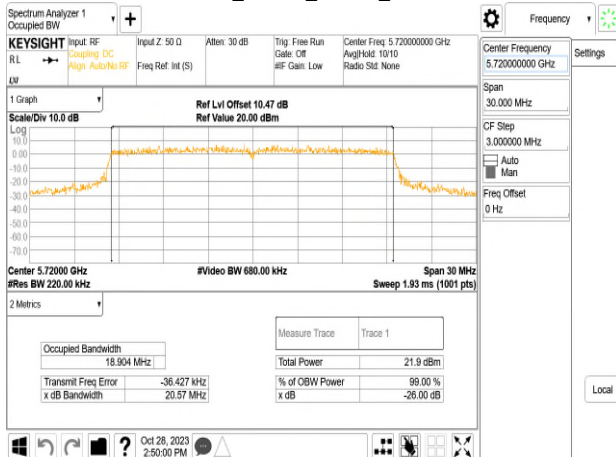 Spectrum Analyzer 1
Occupied BW
Frequency
KEYSIGHT
R L
LXI
Input: RF
Coupling: DC
Align: Auto/No RF
Input Z: 50 Ω
Freq Ref: Int (S)
Atten: 30 dB
Trig: Free Run
Gate: Off
#IF Gain: Low
Center Freq: 5.720000000 GHz
Avg|Hold: 10/10
Radio Std: None
Center Frequency
5.720000000 GHz
Settings
Span
30.000 MHz
CF Step
3.000000 MHz
Auto
Man
Freq Offset
0 Hz
Local
1 Graph
Scale/Div 10.0 dB
Ref Lvl Offset 10.47 dB
Ref Value 20.00 dBm
Log
10.0
0.00
-10.0
-20.0
-30.0
-40.0
-50.0
-60.0
-70.0
Center 5.72000 GHz
#Video BW 680.00 kHz
Span 30 MHz
#Res BW 220.00 kHz
Sweep 1.93 ms (1001 pts)
2 Metrics
Measure Trace Trace 1
Occupied Bandwidth
18.904 MHz
Total Power 21.9 dBm
Transmit Freq Error -36.427 kHz
% of OBW Power 99.00 %
x dB Bandwidth 20.57 MHz
x dB -26.00 dB
?
Oct 28, 2023
2:50:00 PM